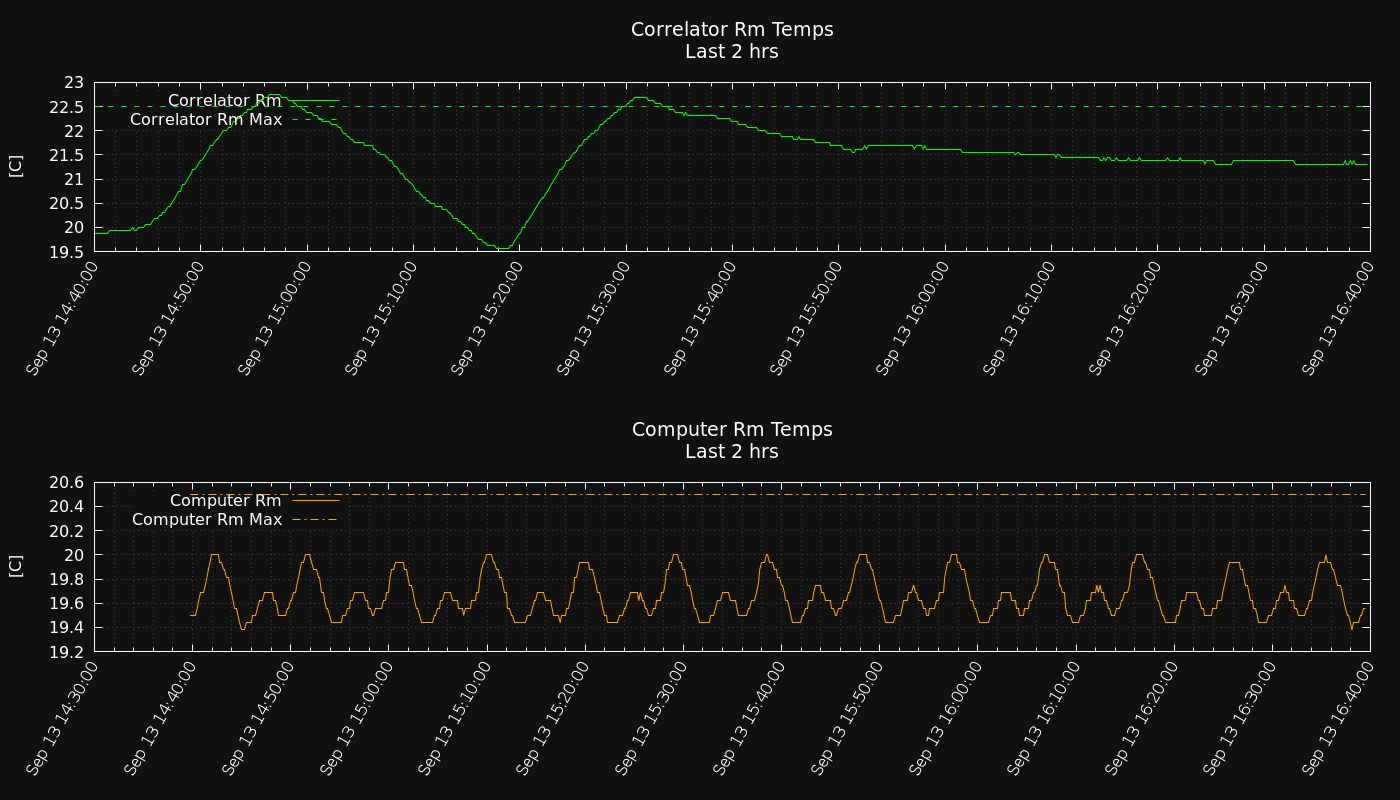 Correlator Rm Temps
Last 2 hrs
[C]
23
22.5
22
21.5
21
20.5
20
19.5
Correlator Rm
Correlator Rm Max
Sep 13 14:40:00
Sep 13 14:50:00
Sep 13 15:00:00
Sep 13 15:10:00
Sep 13 15:20:00
Sep 13 15:30:00
Sep 13 15:40:00
Sep 13 15:50:00
Sep 13 16:00:00
Sep 13 16:10:00
Sep 13 16:20:00
Sep 13 16:30:00
Sep 13 16:40:00
Computer Rm Temps
Last 2 hrs
[C]
20.6
20.4
20.2
20
19.8
19.6
19.4
19.2
Computer Rm
Computer Rm Max
Sep 13 14:30:00
Sep 13 14:40:00
Sep 13 14:50:00
Sep 13 15:00:00
Sep 13 15:10:00
Sep 13 15:20:00
Sep 13 15:30:00
Sep 13 15:40:00
Sep 13 15:50:00
Sep 13 16:00:00
Sep 13 16:10:00
Sep 13 16:20:00
Sep 13 16:30:00
Sep 13 16:40:00